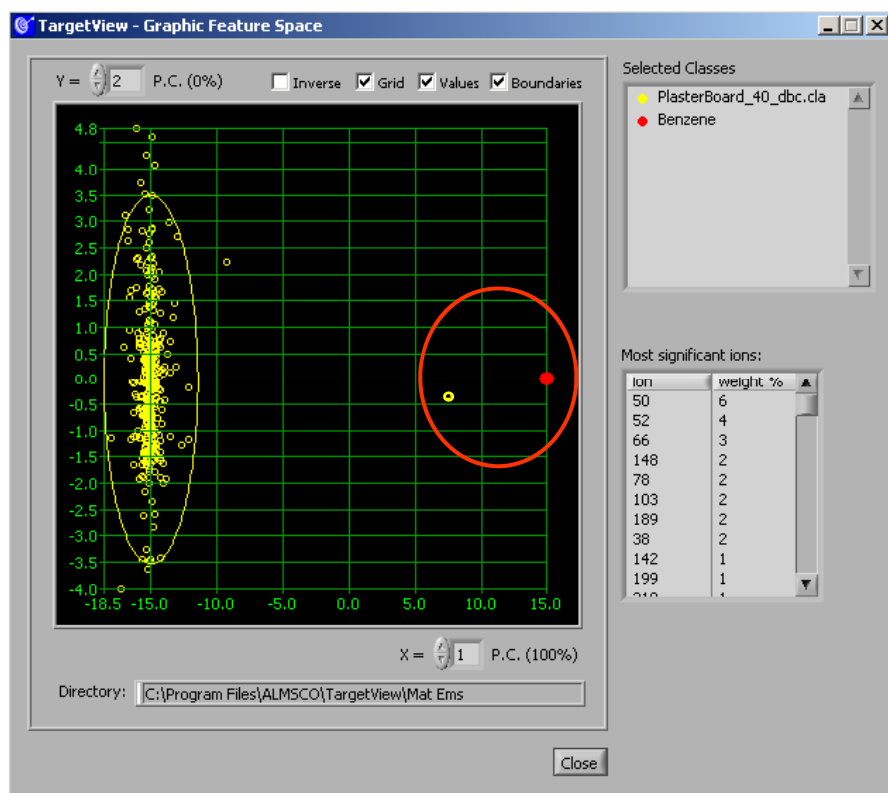 TargetView - Graphic Feature Space
Y = 2 P.C. (0%) Inverse Grid Values Boundaries
4.8
4.0
3.5
3.0
2.5
2.0
1.5
1.0
0.5
0.0
-0.5
-1.0
-1.5
-2.0
-2.5
-3.0
-3.5
-4.0
-18.5 -15.0 -10.0 -5.0 0.0 5.0 10.0 15.0
X = 1 P.C. (100%)
Directory: C:\Program Files\ALMSCO\TargetView\Mat Ems
Close
Selected Classes
PlasterBoard_40_dbc.cla
Benzene
Most significant ions:
Ion weight %
50 6
52 4
66 3
148 2
78 2
103 2
189 2
38 2
142 1
199 1